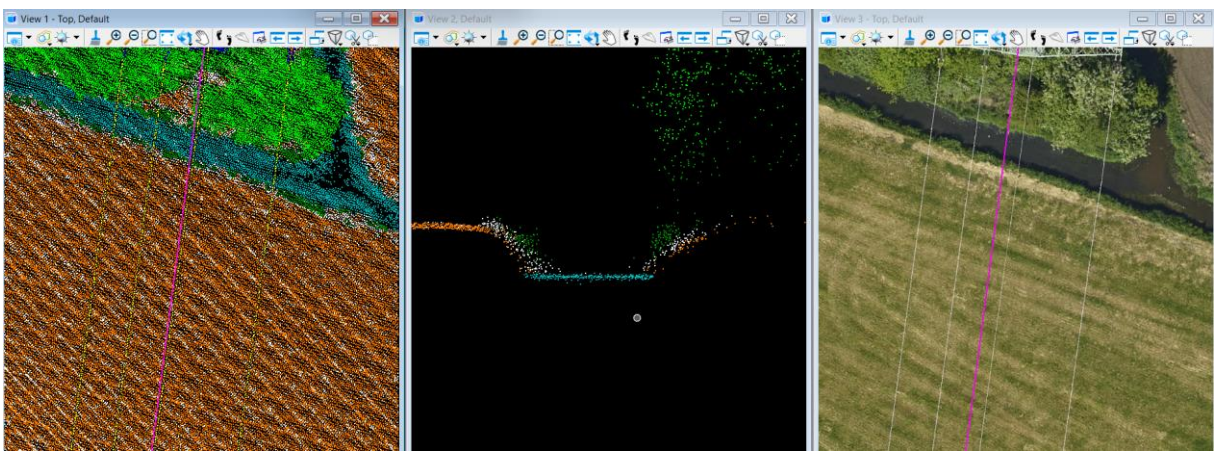 View 1 - Top, Default
View 2, Default
View 3 - Top, Default